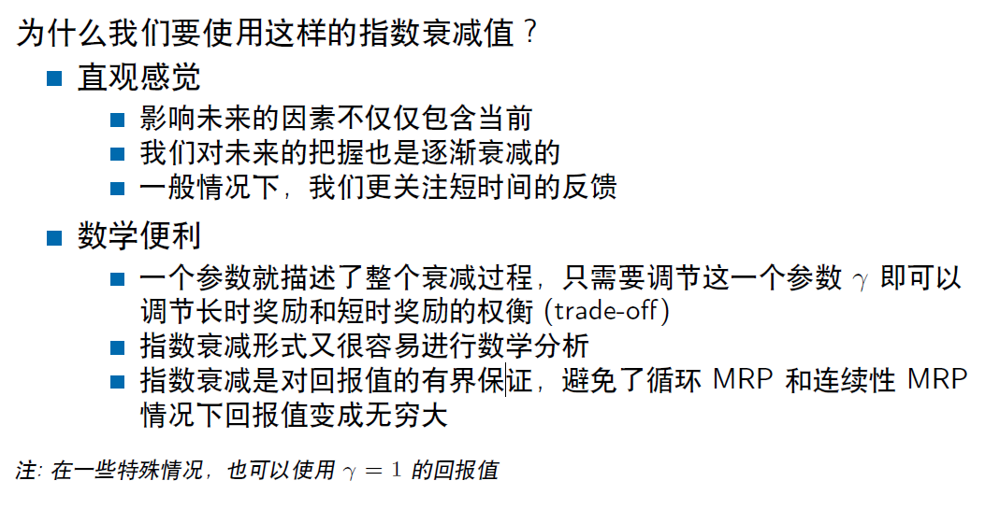 为什么我们要使用这样的指数衰减值？
直观感觉
影响未来的因素不仅仅包含当前
我们对未来的把握也是逐渐衰减的
一般情况下，我们更关注短时间的反馈
数学便利
一个参数就描述了整个衰减过程，只需要调节这一个参数 γ 即可以
调节长时奖励和短时奖励的权衡 (trade-off)
指数衰减形式又很容易进行数学分析
指数衰减是对回报值的有界保证，避免了循环 MRP 和连续性 MRP
情况下回报值变成无穷大
注: 在一些特殊情况，也可以使用 γ = 1 的回报值